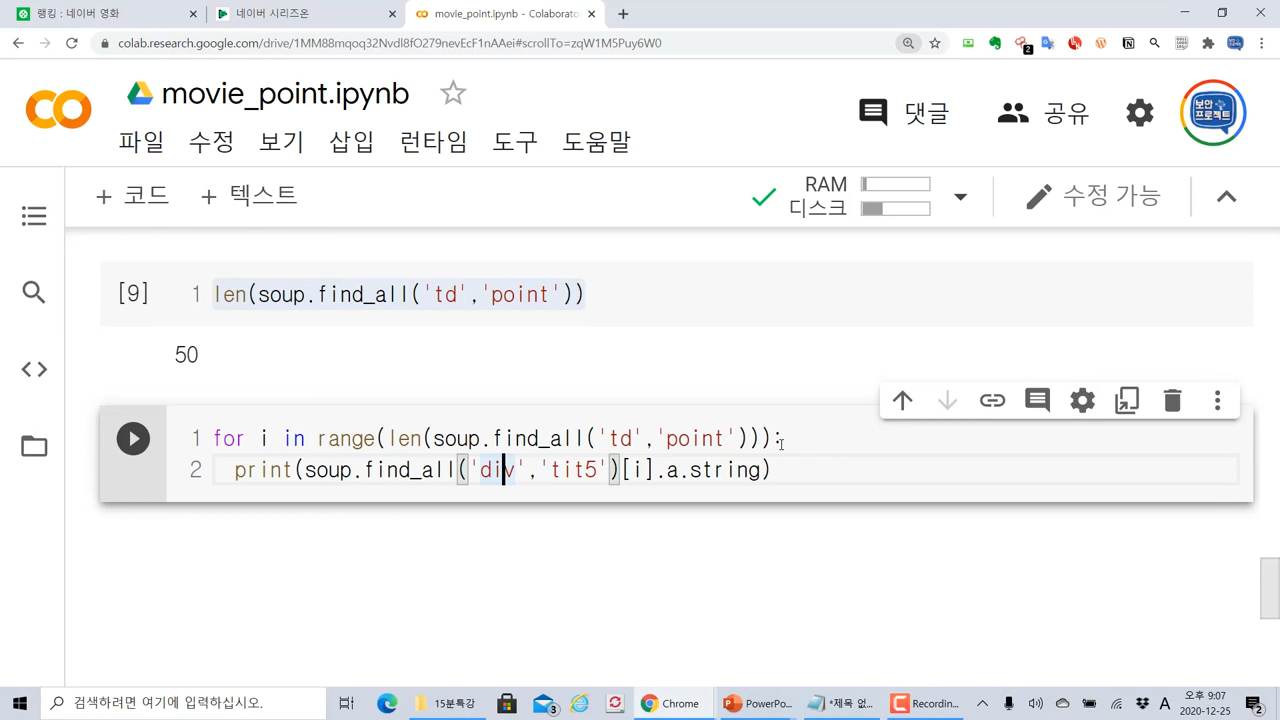 랭킹 : 네이버 영화
네이버 시리즈온
movie_point.ipynb - Colaborato
colab.research.google.com/drive/1MM88mqoq32Nvdl8fO279nevEcF1nAAei#scrollTo=zqW1M5Puy6W0
2
movie_point.ipynb
댓글
공유
보안
프로젝트
파일
수정
보기
삽입
런타임
도구
도움말
+ 코드
+ 텍스트
RAM
디스크
수정 가능
[9]
1 len(soup.find_all('td','point'))
50
1 for i in range(len(soup.find_all('td','point'))):
2 print(soup.find_all('div','tit5')[i].a.string)
검색하려면 여기에 입력하십시오.
15분특강
3
Chrome
PowerPo...
*제목 없...
Recordin...
A
오후 9:07
2020-12-25
2